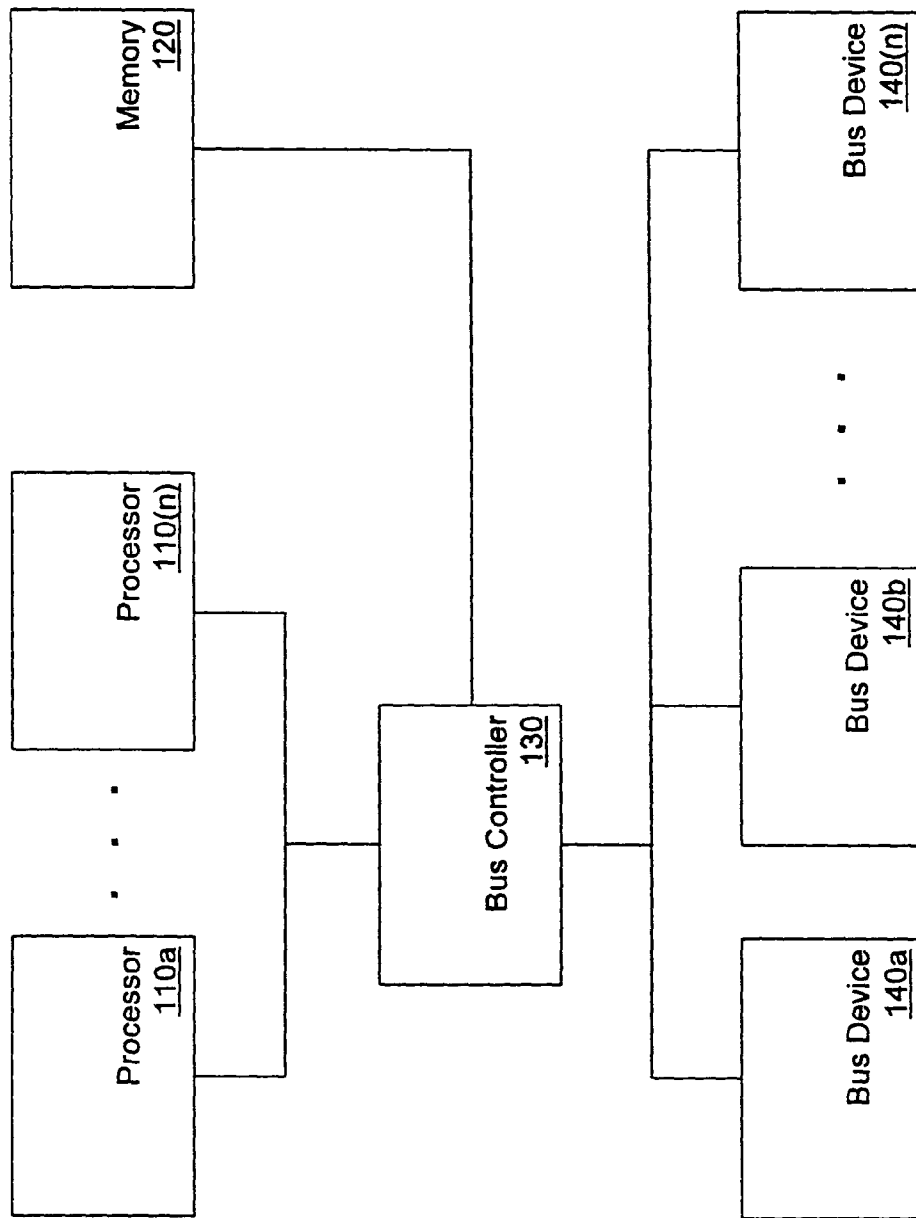 Processor
110a
Processor
110(n)
Memory
120
Bus Controller
130
Bus Device
140a
Bus Device
140b
Bus Device
140(n)